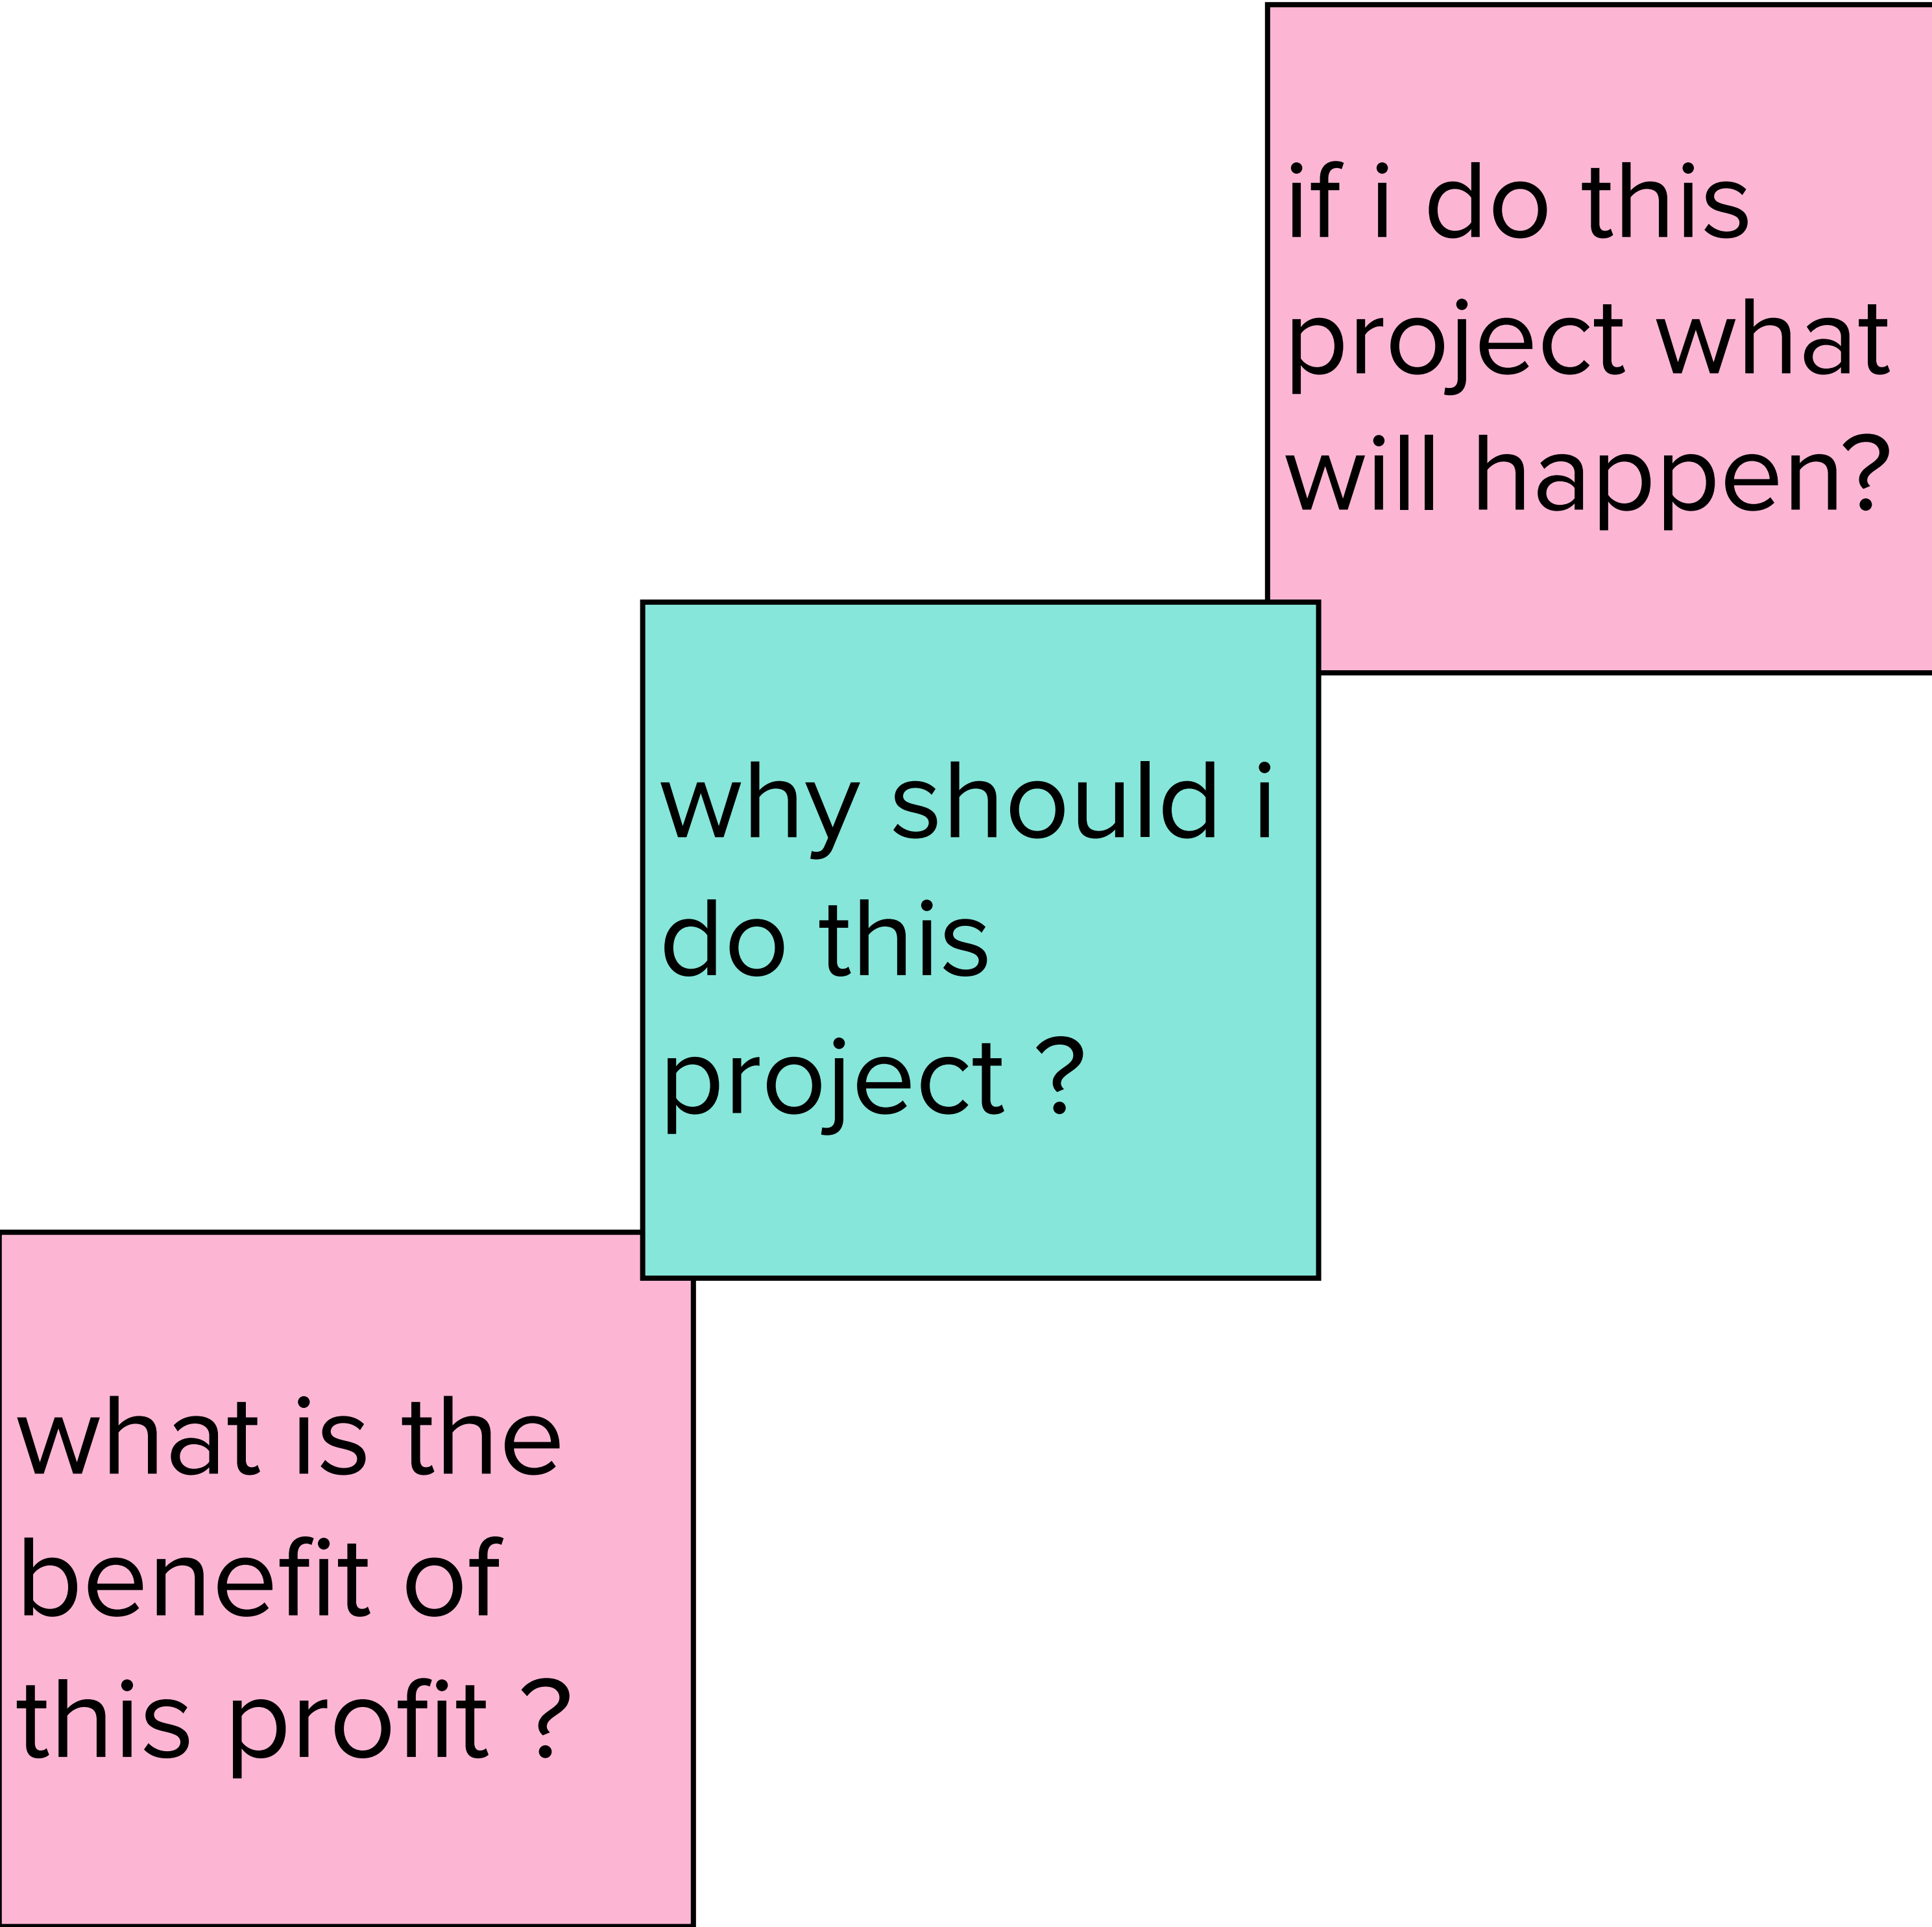 if i do this
project what
will happen?
why should i
do this
project ?
what is the
benefit of
this profit ?